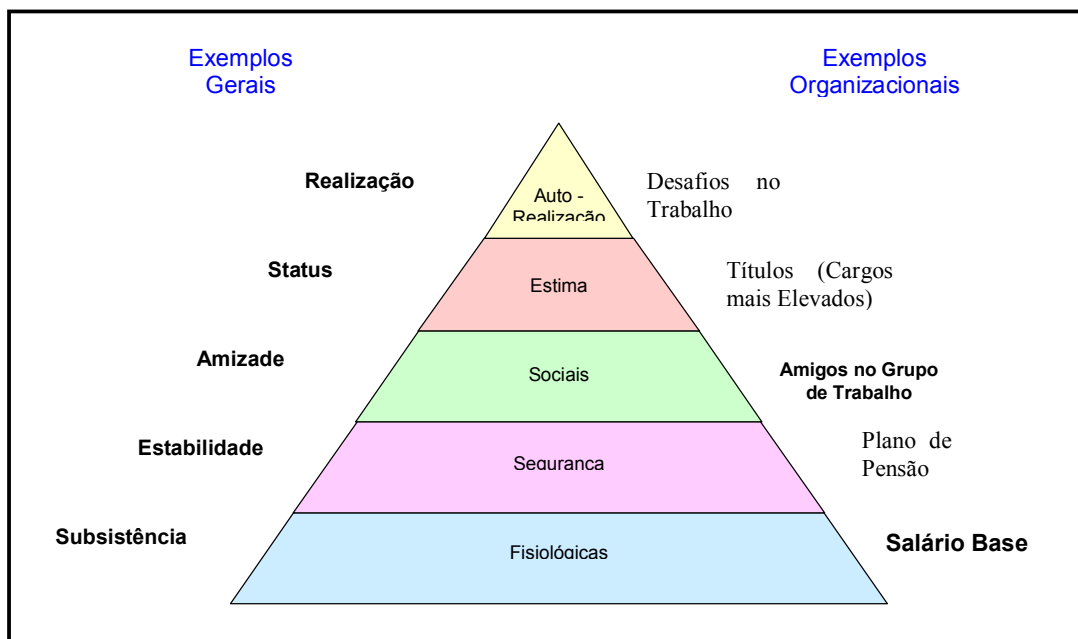 Exemplos
Gerais
Exemplos
Organizacionais
Realização
Auto -
Realização
Desafios no
Trabalho
Status
Estima
Títulos (Cargos
mais Elevados)
Amizade
Sociais
Amigos no Grupo
de Trabalho
Estabilidade
Segurança
Plano de
Pensão
Subsistência
Fisiológicas
Salário Base